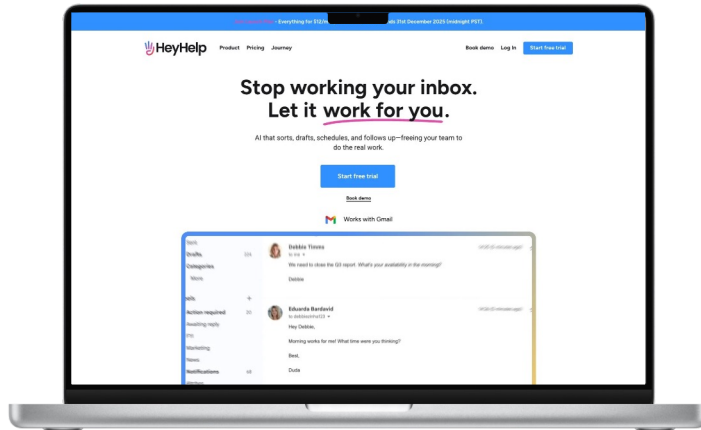 – Everything for $12/m
ds 31st December 2025 (midnight PST).
HeyHelp
Product Pricing Journey
Book demo Log In Start free trial
Stop working your inbox.
Let it work for you.
AI that sorts, drafts, schedules, and follows up—freeing your team to
do the real work.
Start free trial
Book demo
Works with Gmail
Drafts
Categories
More
Action required
Awaiting reply
Marketing
News
Notifications
Debbie Timms
to me
We need to close the Q3 report. What's your availability in the morning?
Debbie
Eduarda Bardavid
Hey Debbie,
Morning works for me! What time were you thinking?
Best,
Duda